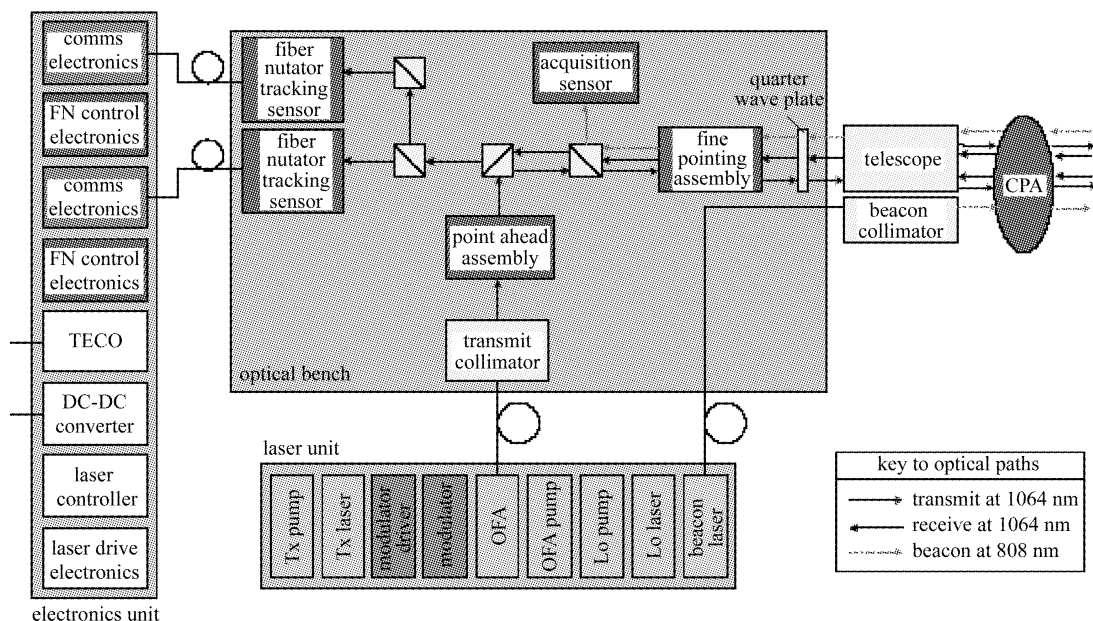 comms
electronics
FN control
electronics
comms
electronics
FN control
electronics
TECO
DC-DC
converter
laser
controller
laser drive
electronics
electronics unit
fiber
nutator
tracking
sensor
fiber
nutator
tracking
sensor
acquisition
sensor
quarter
wave plate
fine
pointing
assembly
telescope
beacon
collimator
CPA
point ahead
assembly
transmit
collimator
optical bench
laser unit
Tx pump
Tx laser
modulator
driver
modulator
OFA
OFA pump
Lo pump
Lo laser
beacon
laser
key to optical paths
transmit at 1064 nm
receive at 1064 nm
beacon at 808 nm